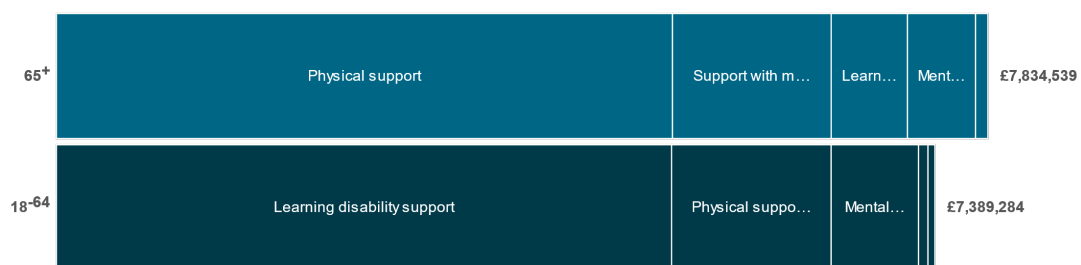 65+ Physical support Support with m… Learn… Ment… £7,834,539
18-64 Learning disability support Physical suppo… Mental… £7,389,284